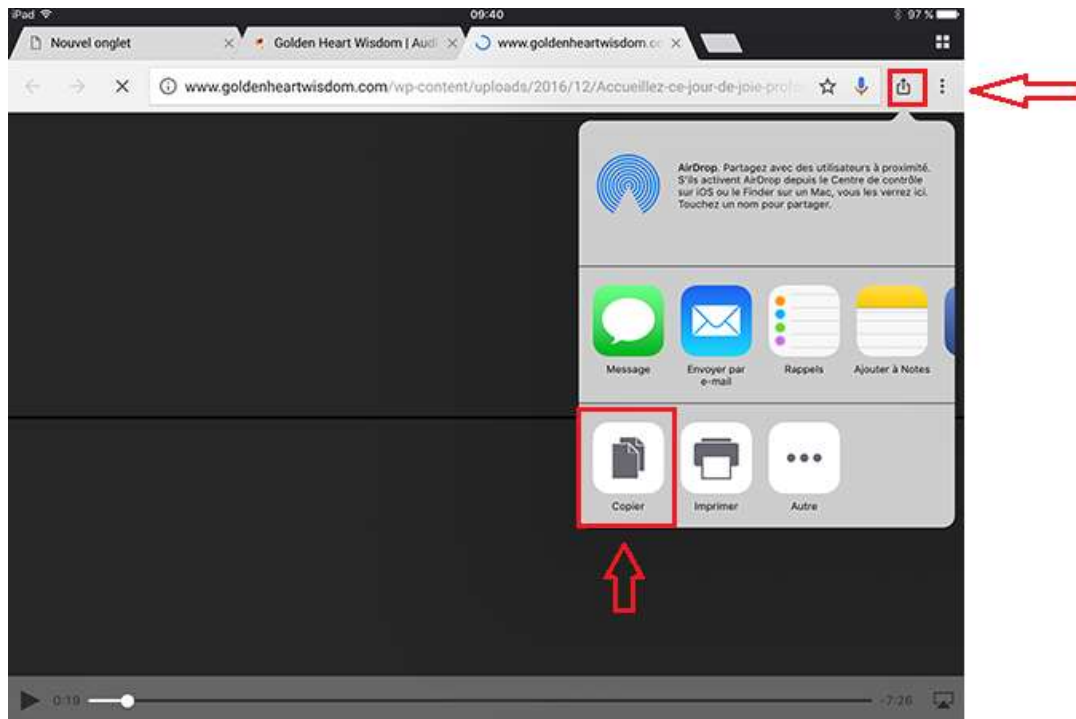 iPad 09:40 97 %
Nouvel onglet Golden Heart Wisdom | Audi www.goldenheartwisdom.co
www.goldenheartwisdom.com/wp-content/uploads/2016/12/Accueillez-ce-jour-de-joie-profo
AirDrop. Partagez avec des utilisateurs à proximité.
S'ils activent AirDrop depuis le Centre de contrôle
sur iOS ou le Finder sur un Mac, vous les verrez ici.
Touchez un nom pour partager.
Message Envoyer par Rappels Ajouter à Notes
e-mail
Copier Imprimer Autre
0:19 -7:26